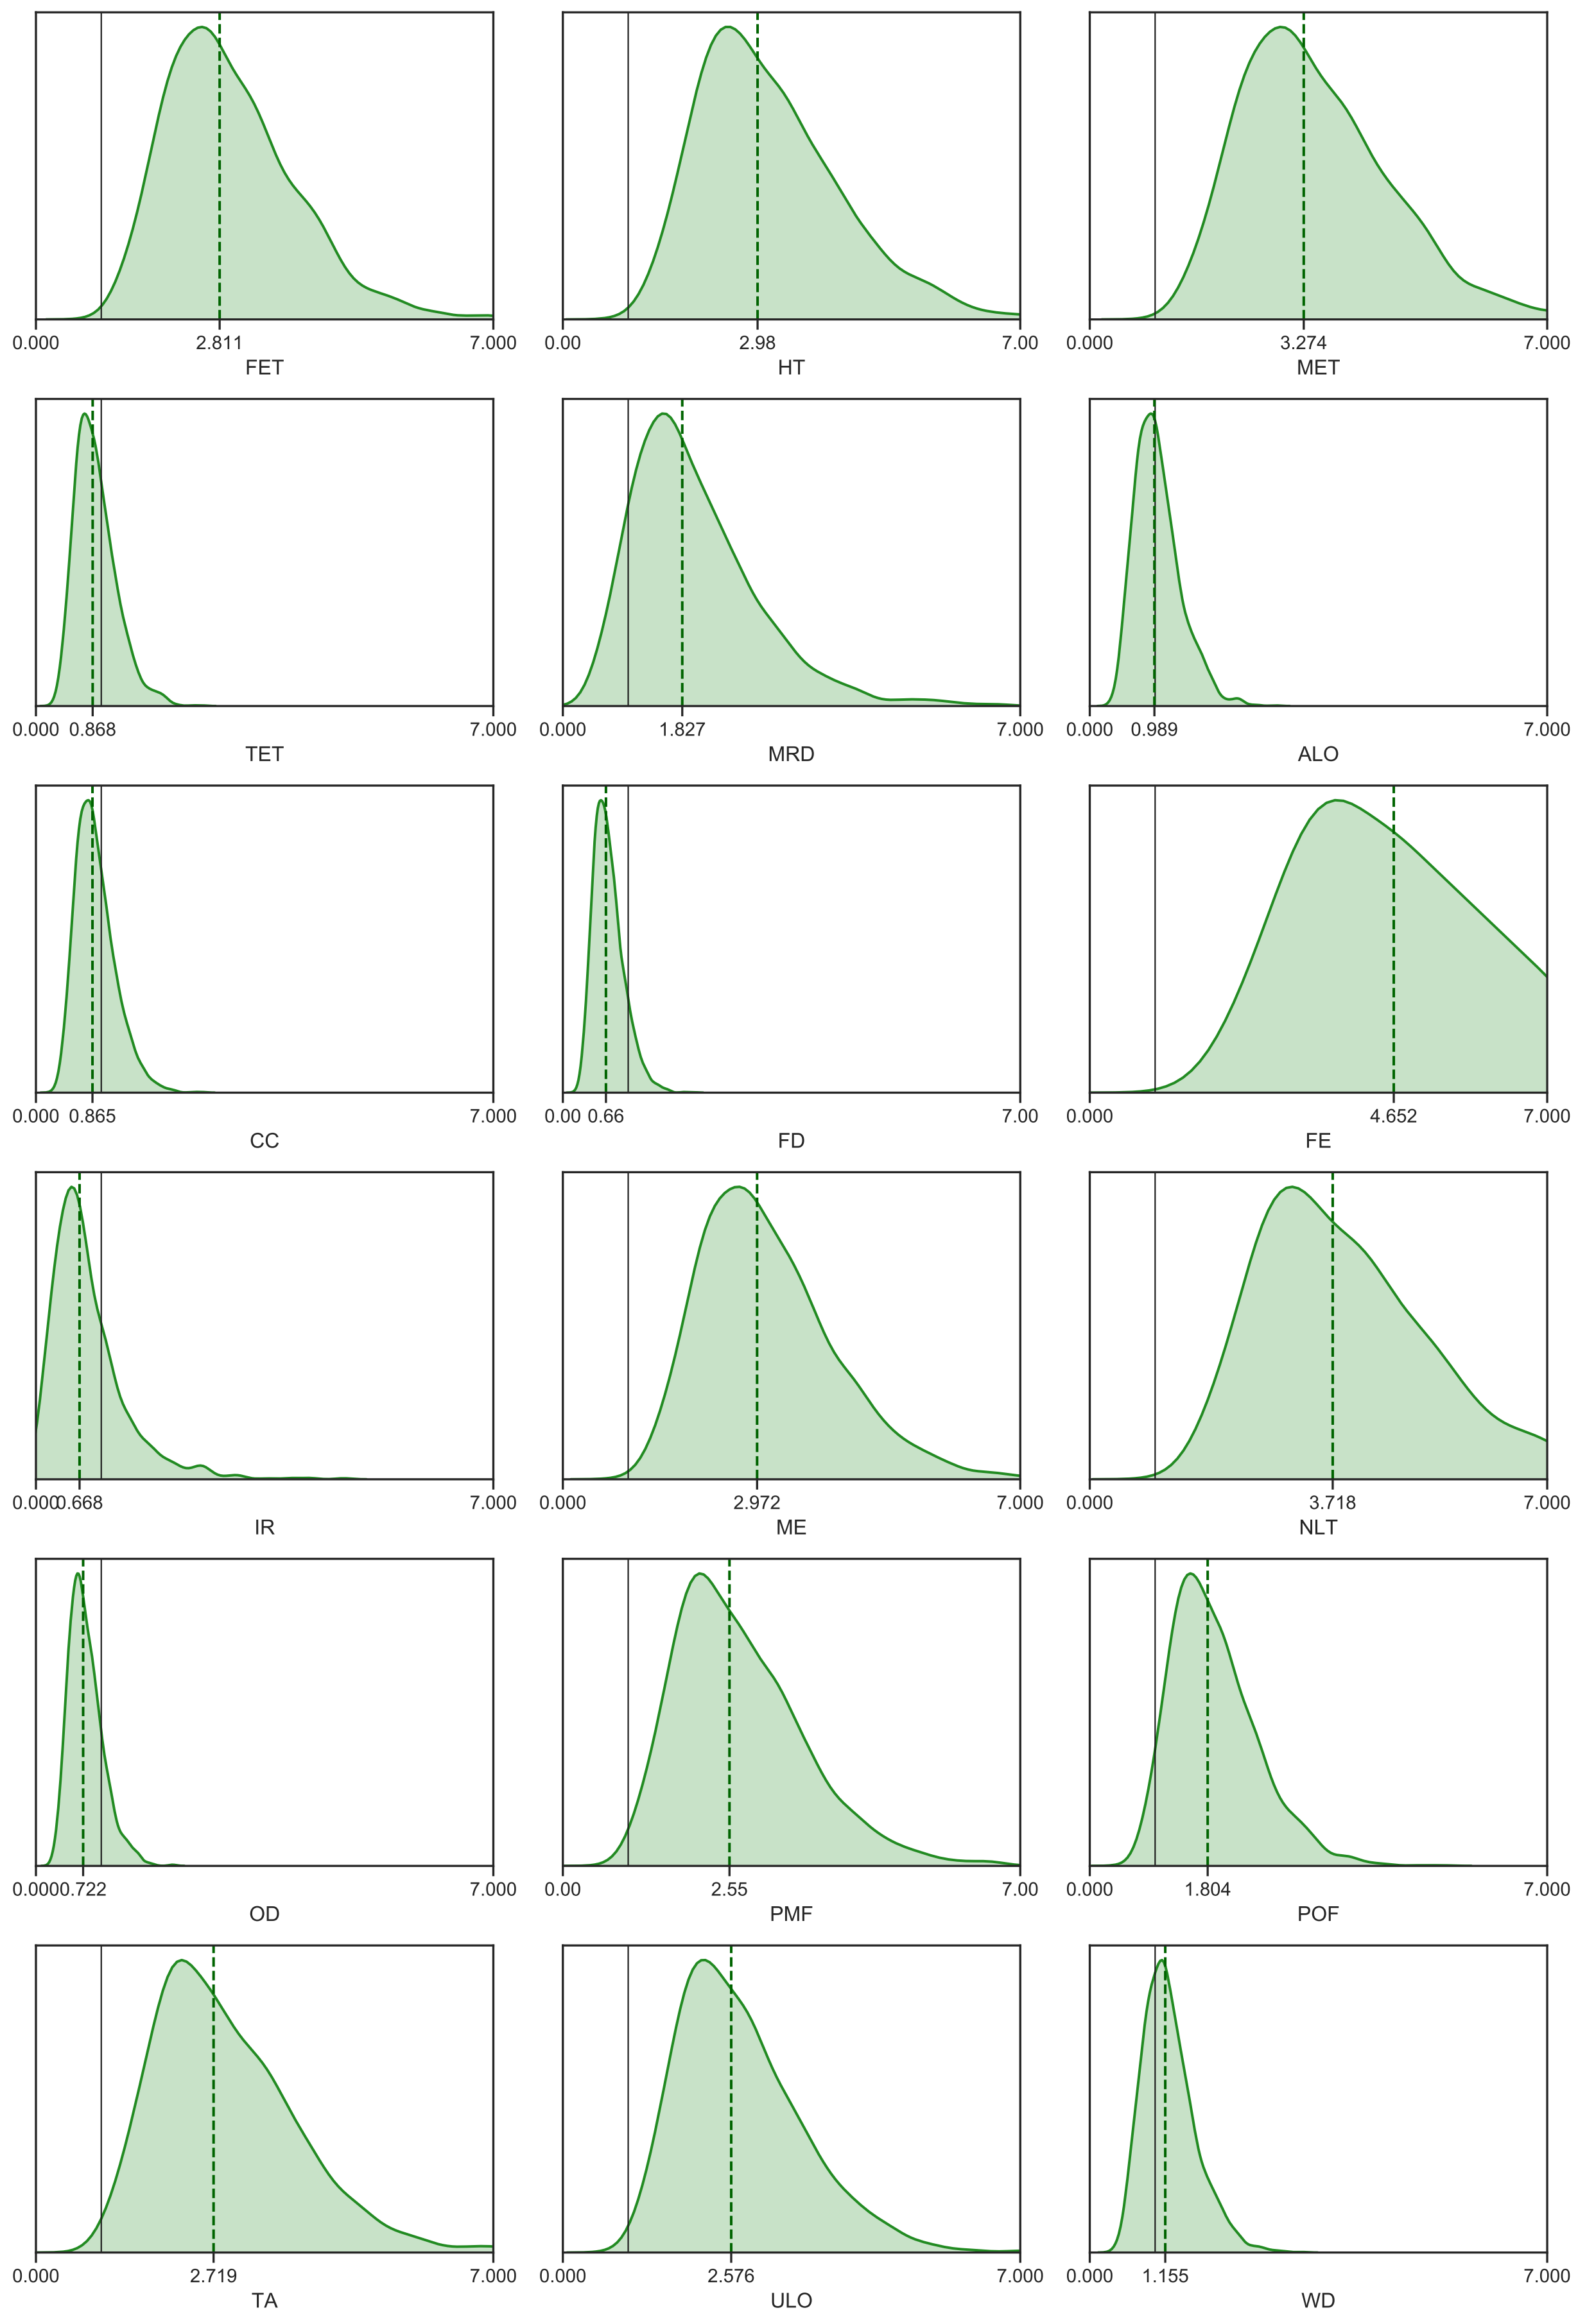 0.000 2.811 7.000 0.00 2.98 7.00 0.000 3.274 7.000
FET HT MET
0.000 0.868 7.000 0.000 1.827 7.000 0.000 0.989 7.000
TET MRD ALO
0.000 0.865 7.000 0.00 0.66 7.00 0.000 4.652 7.000
CC FD FE
0.000 0.668 7.000 0.000 2.972 7.000 0.000 3.718 7.000
IR ME NLT
0.000 0.722 7.000 0.00 2.55 7.00 0.000 1.804 7.000
OD PMF POF
0.000 2.719 7.000 0.000 2.576 7.000 0.000 1.155 7.000
TA ULO WD